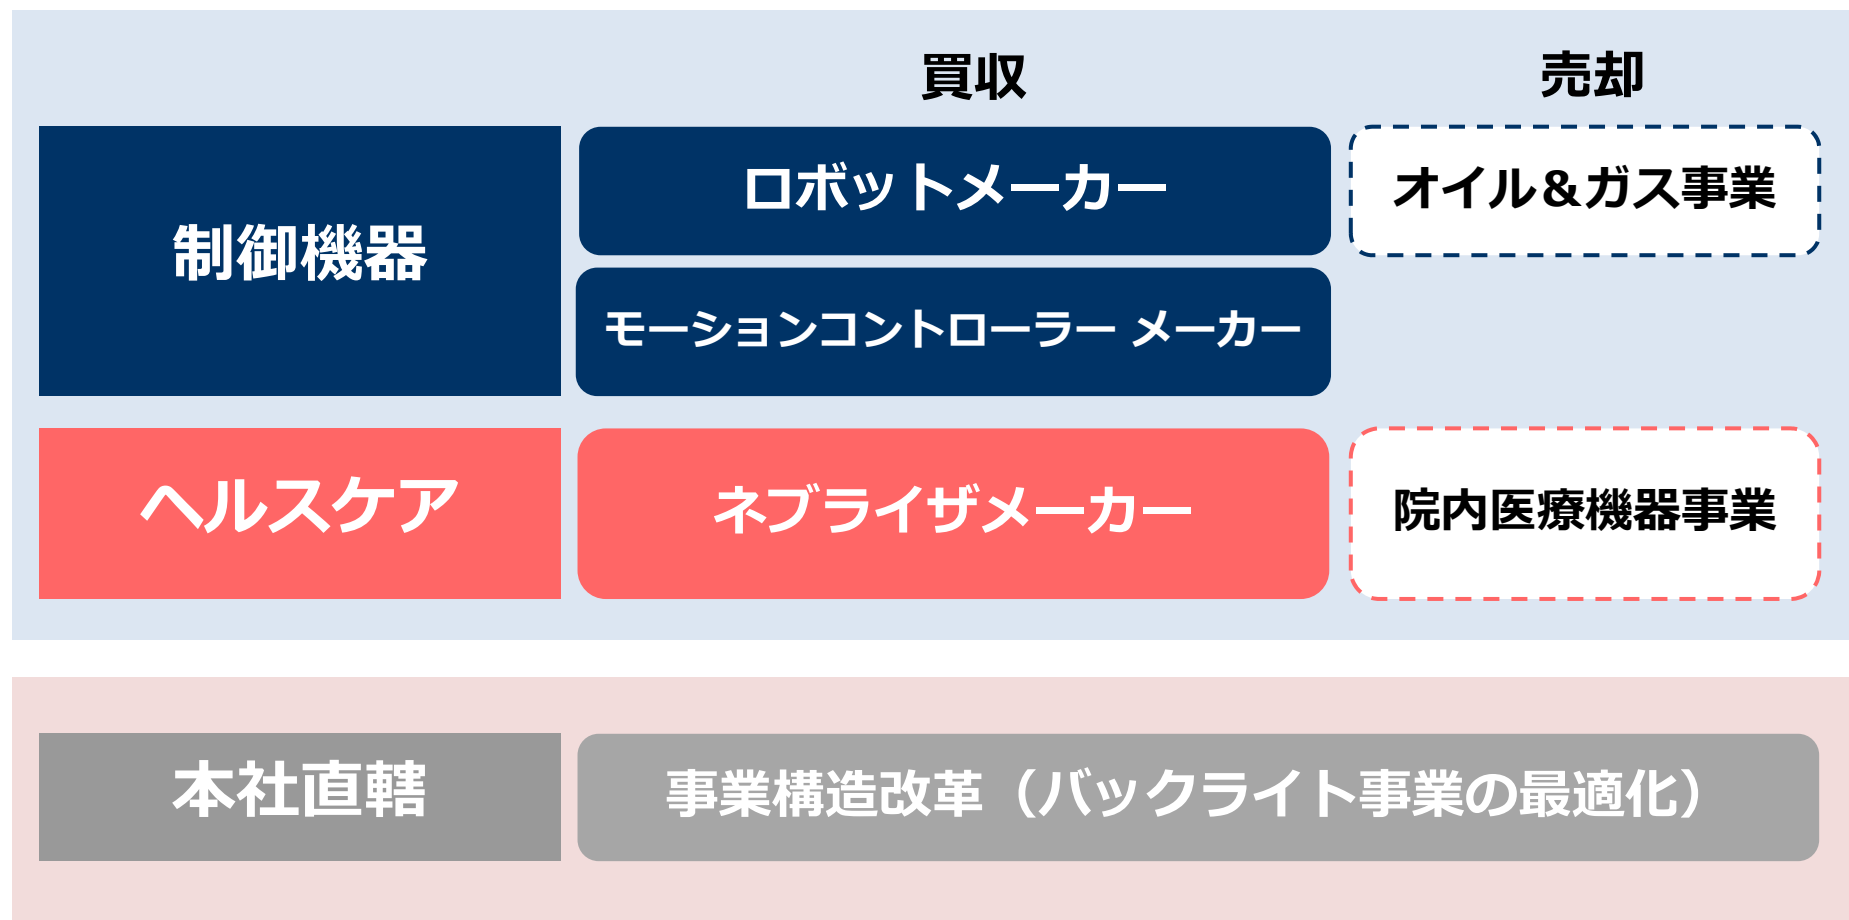 買収
売却
制御機器
ロボットメーカー
オイル＆ガス事業
モーションコントローラー メーカー
ヘルスケア
ネブライザメーカー
院内医療機器事業
本社直轄
事業構造改革（バックライト事業の最適化）